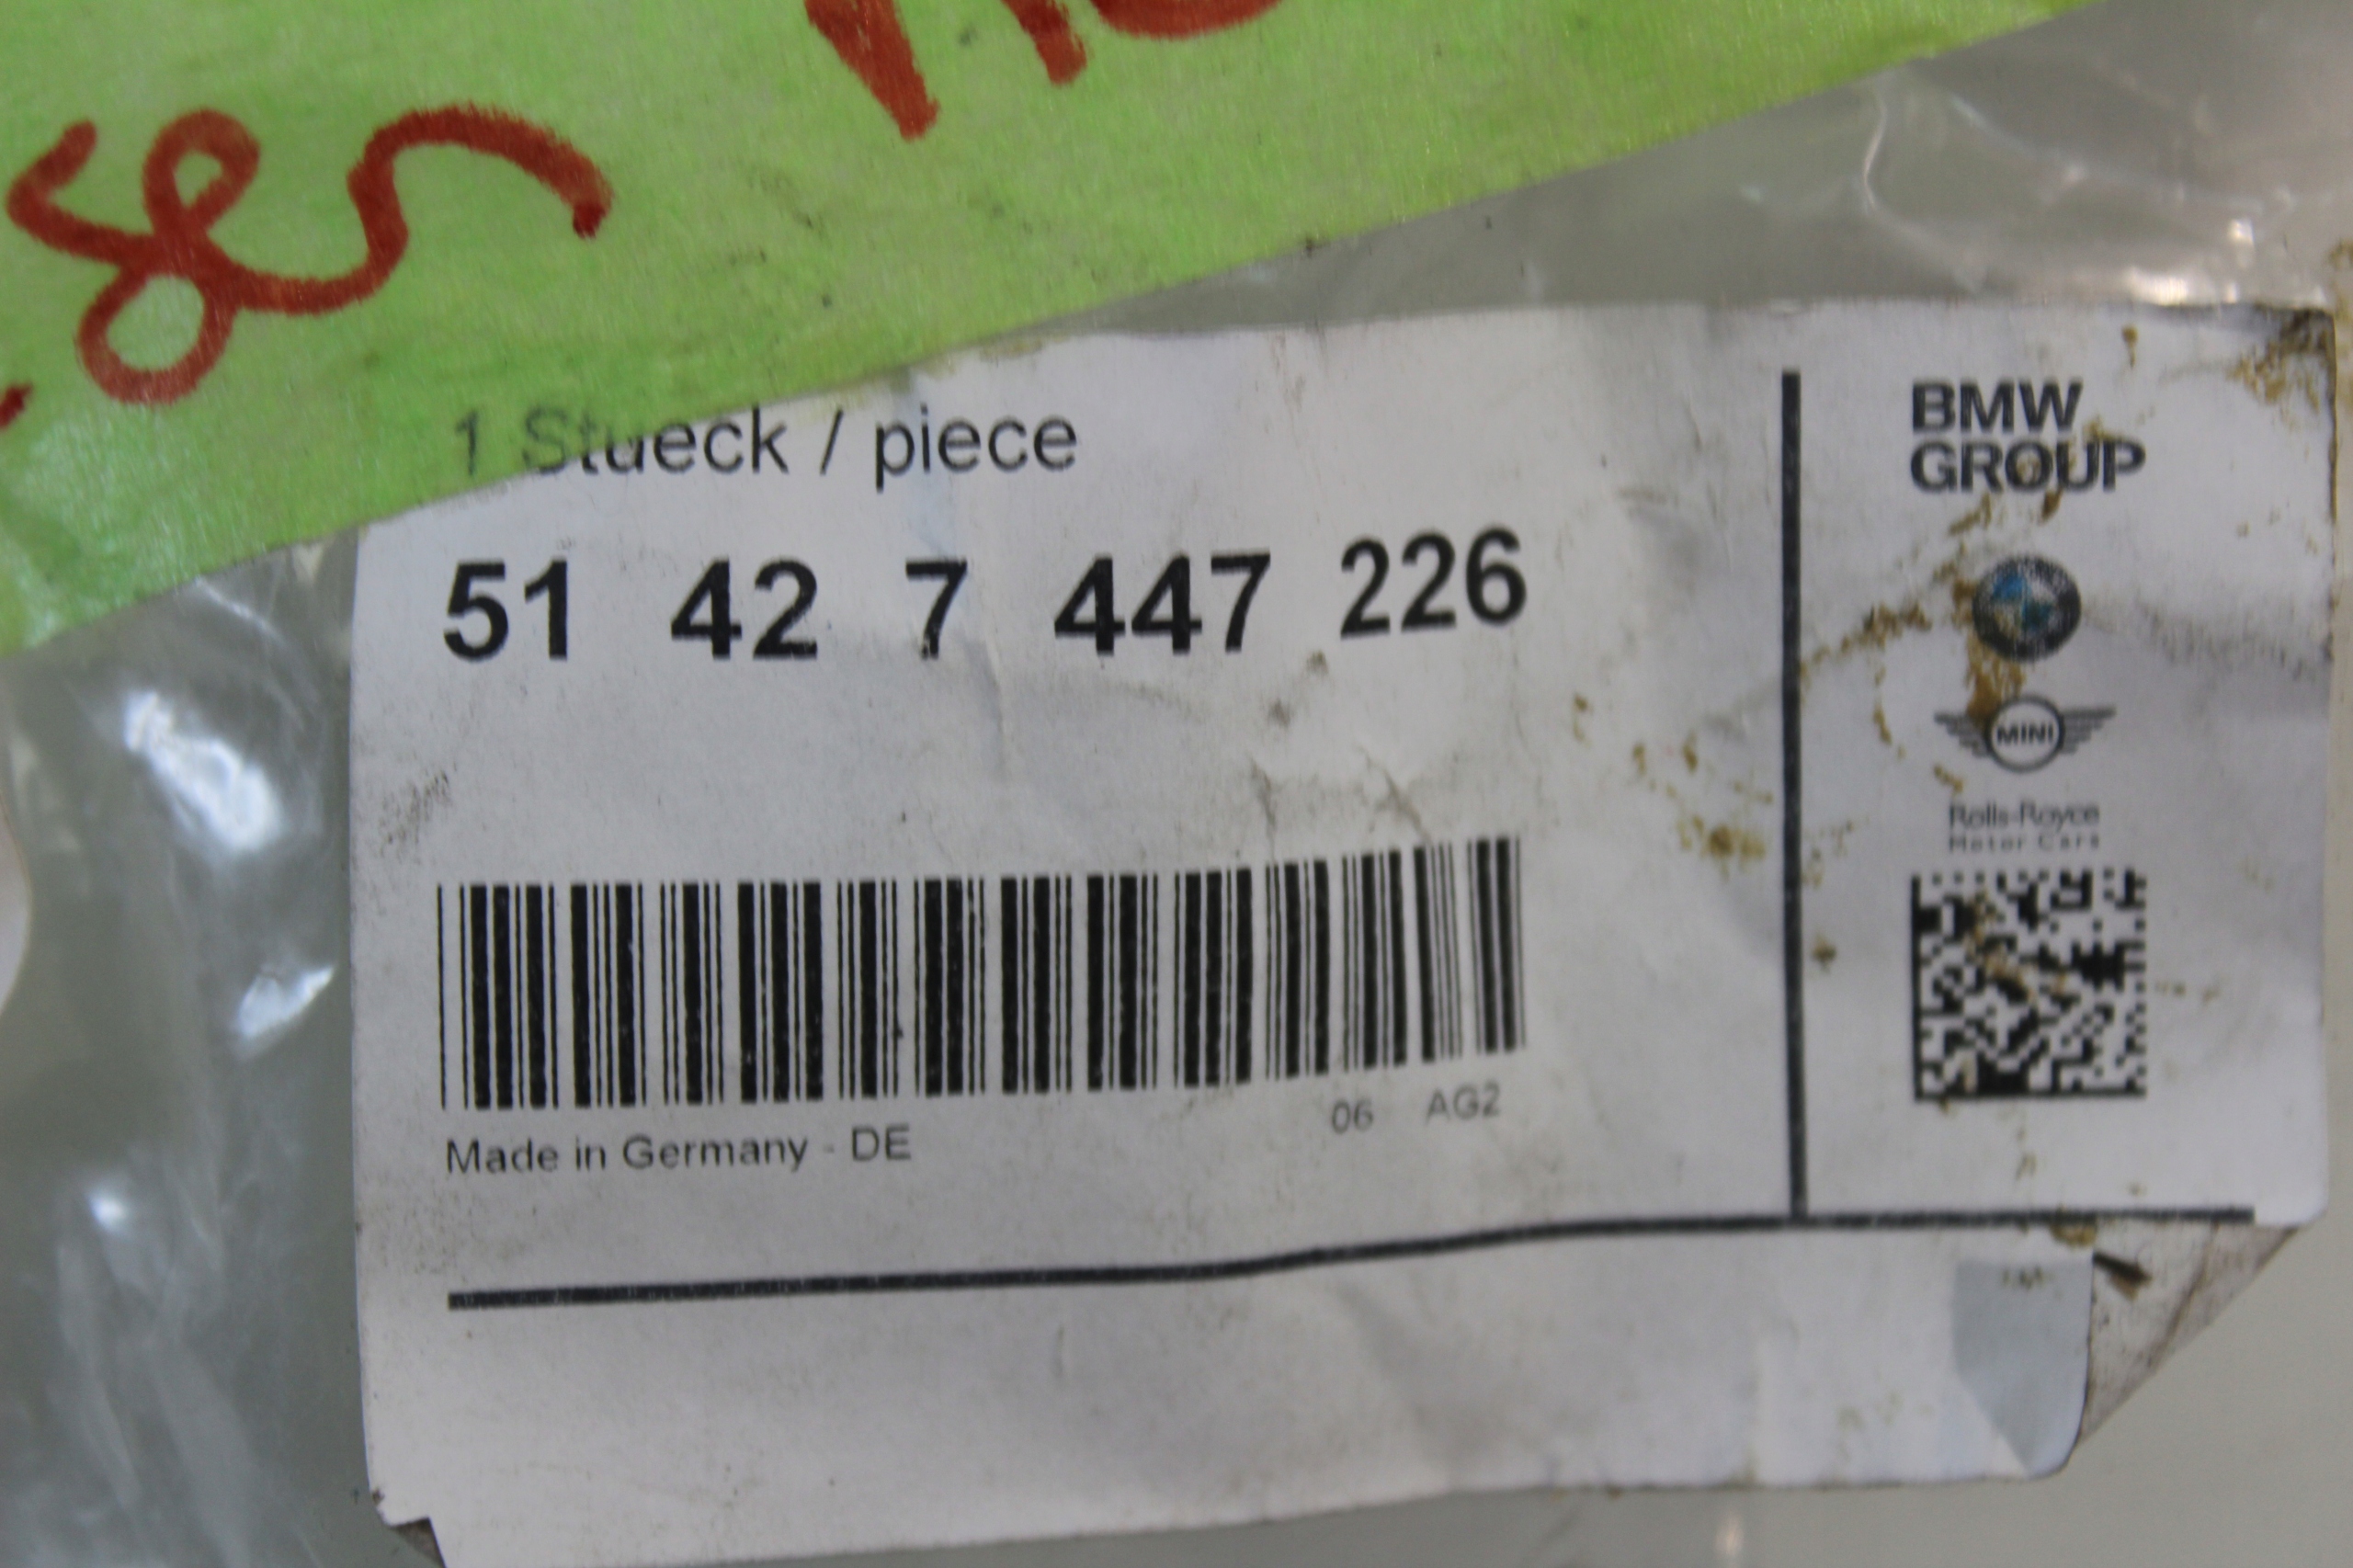 1 Stueck / piece
51 42 7 447 226
Made in Germany - DE
06 AG2
BMW
GROUP
MINI
Rolls-Royce
Motor Cars